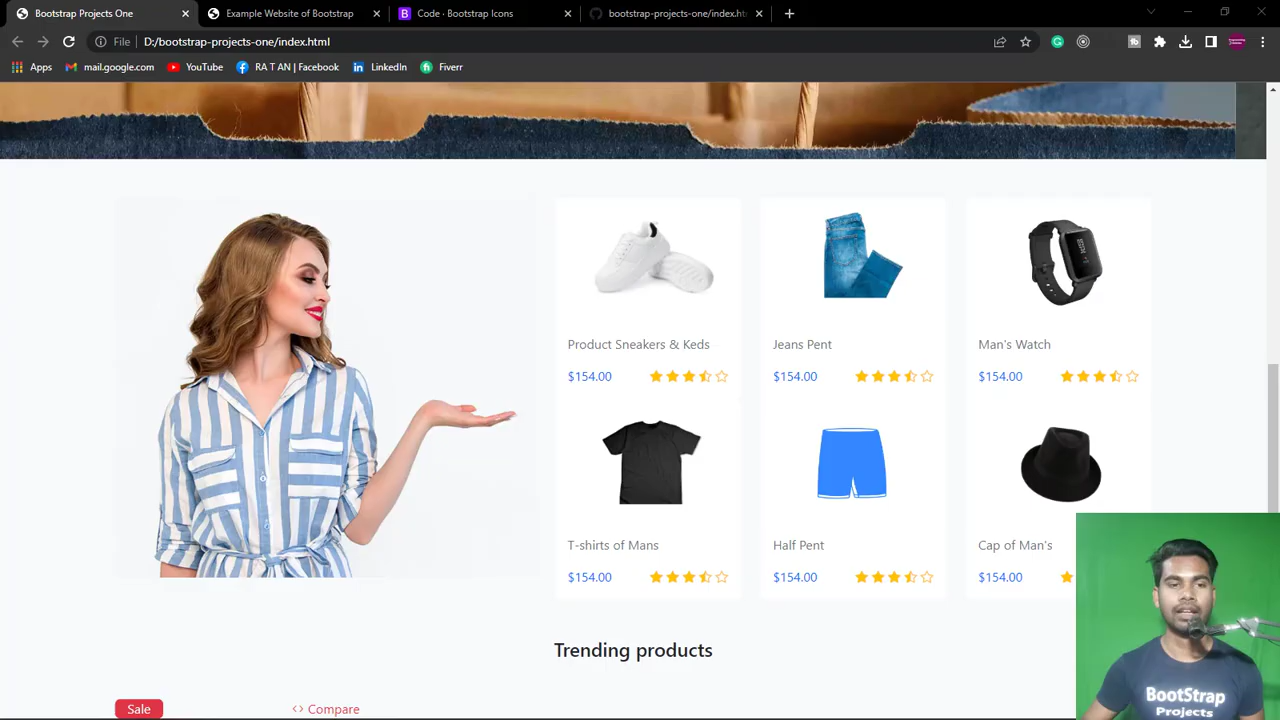 Bootstrap Projects One
Example Website of Bootstrap
Code · Bootstrap Icons
bootstrap-projects-one/index.ht
File
D:/bootstrap-projects-one/index.html
Apps
mail.google.com
YouTube
RA T AN | Facebook
LinkedIn
Fiverr
Product Sneakers & Keds
Jeans Pent
Man's Watch
$154.00
$154.00
$154.00
T-shirts of Mans
Half Pent
Cap of Man's
$154.00
$154.00
$154.00
Trending products
Sale
<> Compare
BootStrap
Projects